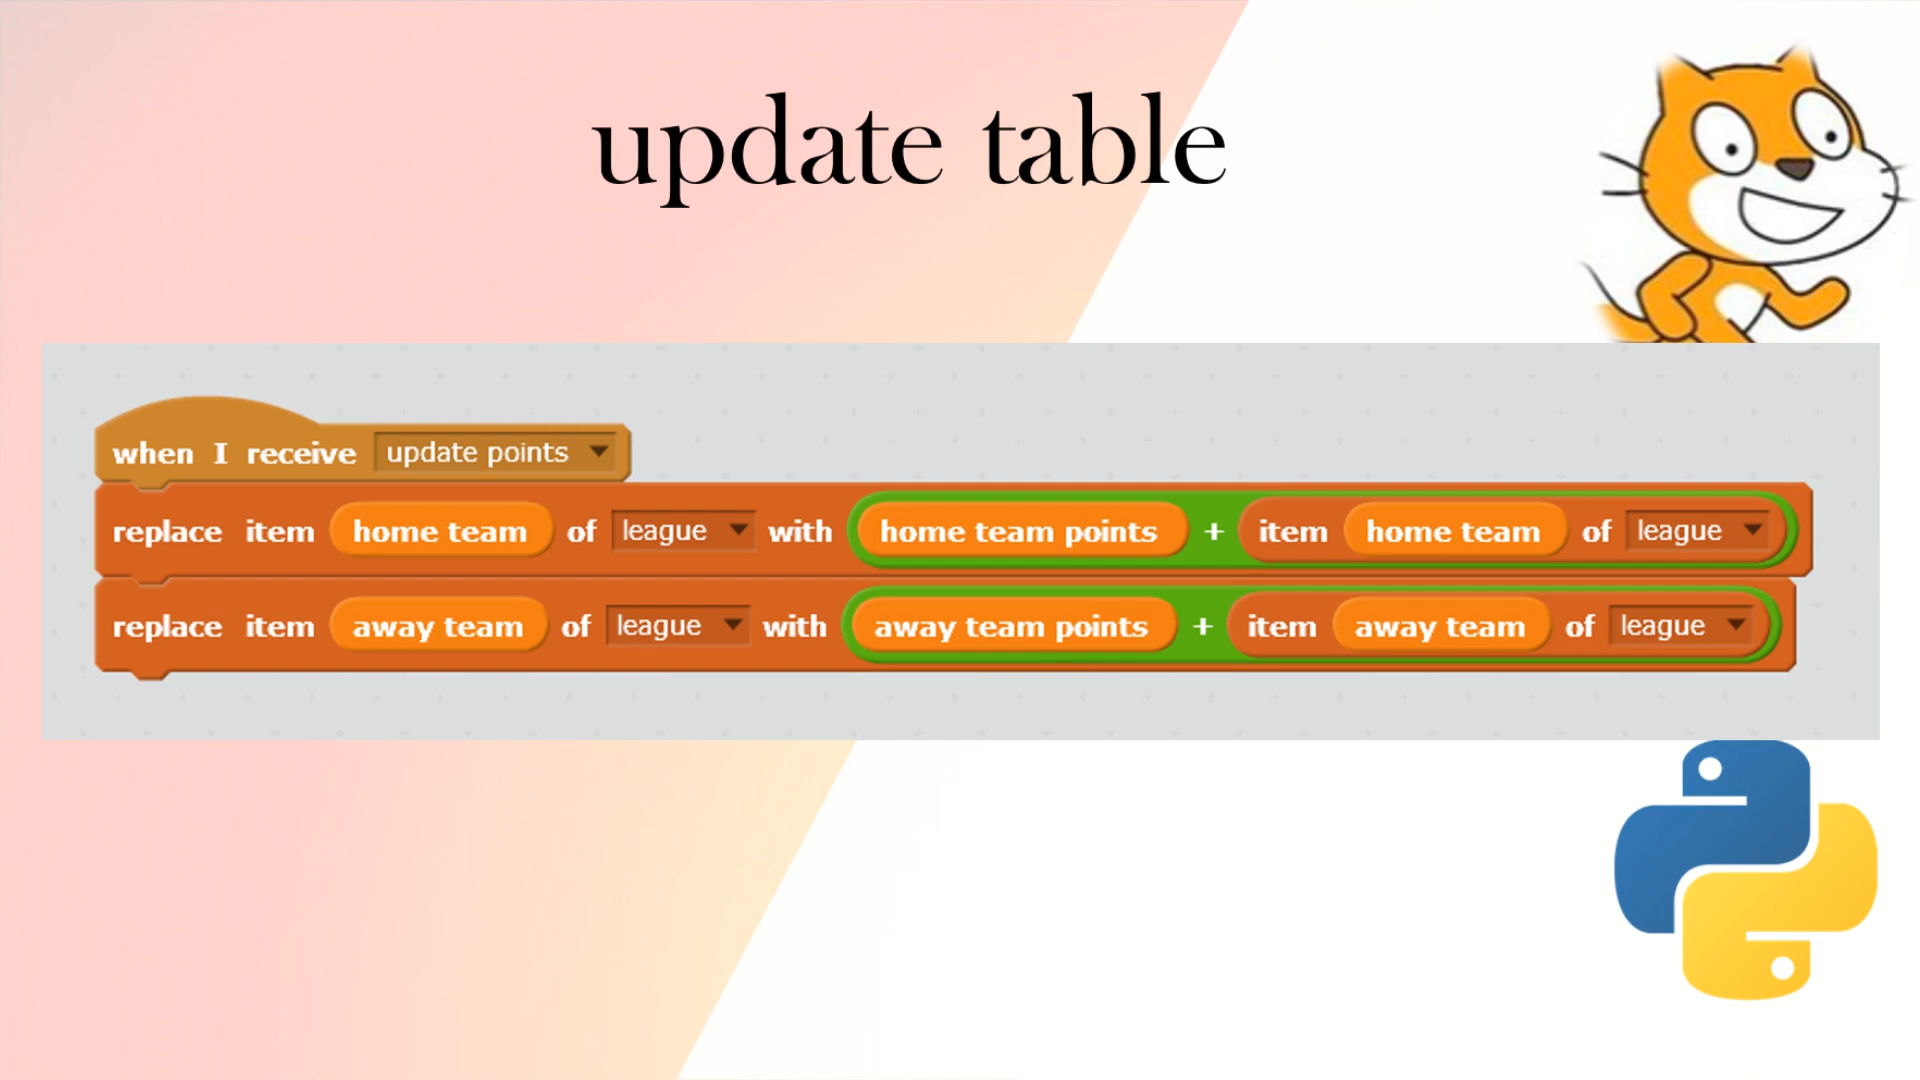 update table
when I receive update points
replace item home team of league with home team points + item home team of league
replace item away team of league with away team points + item away team of league